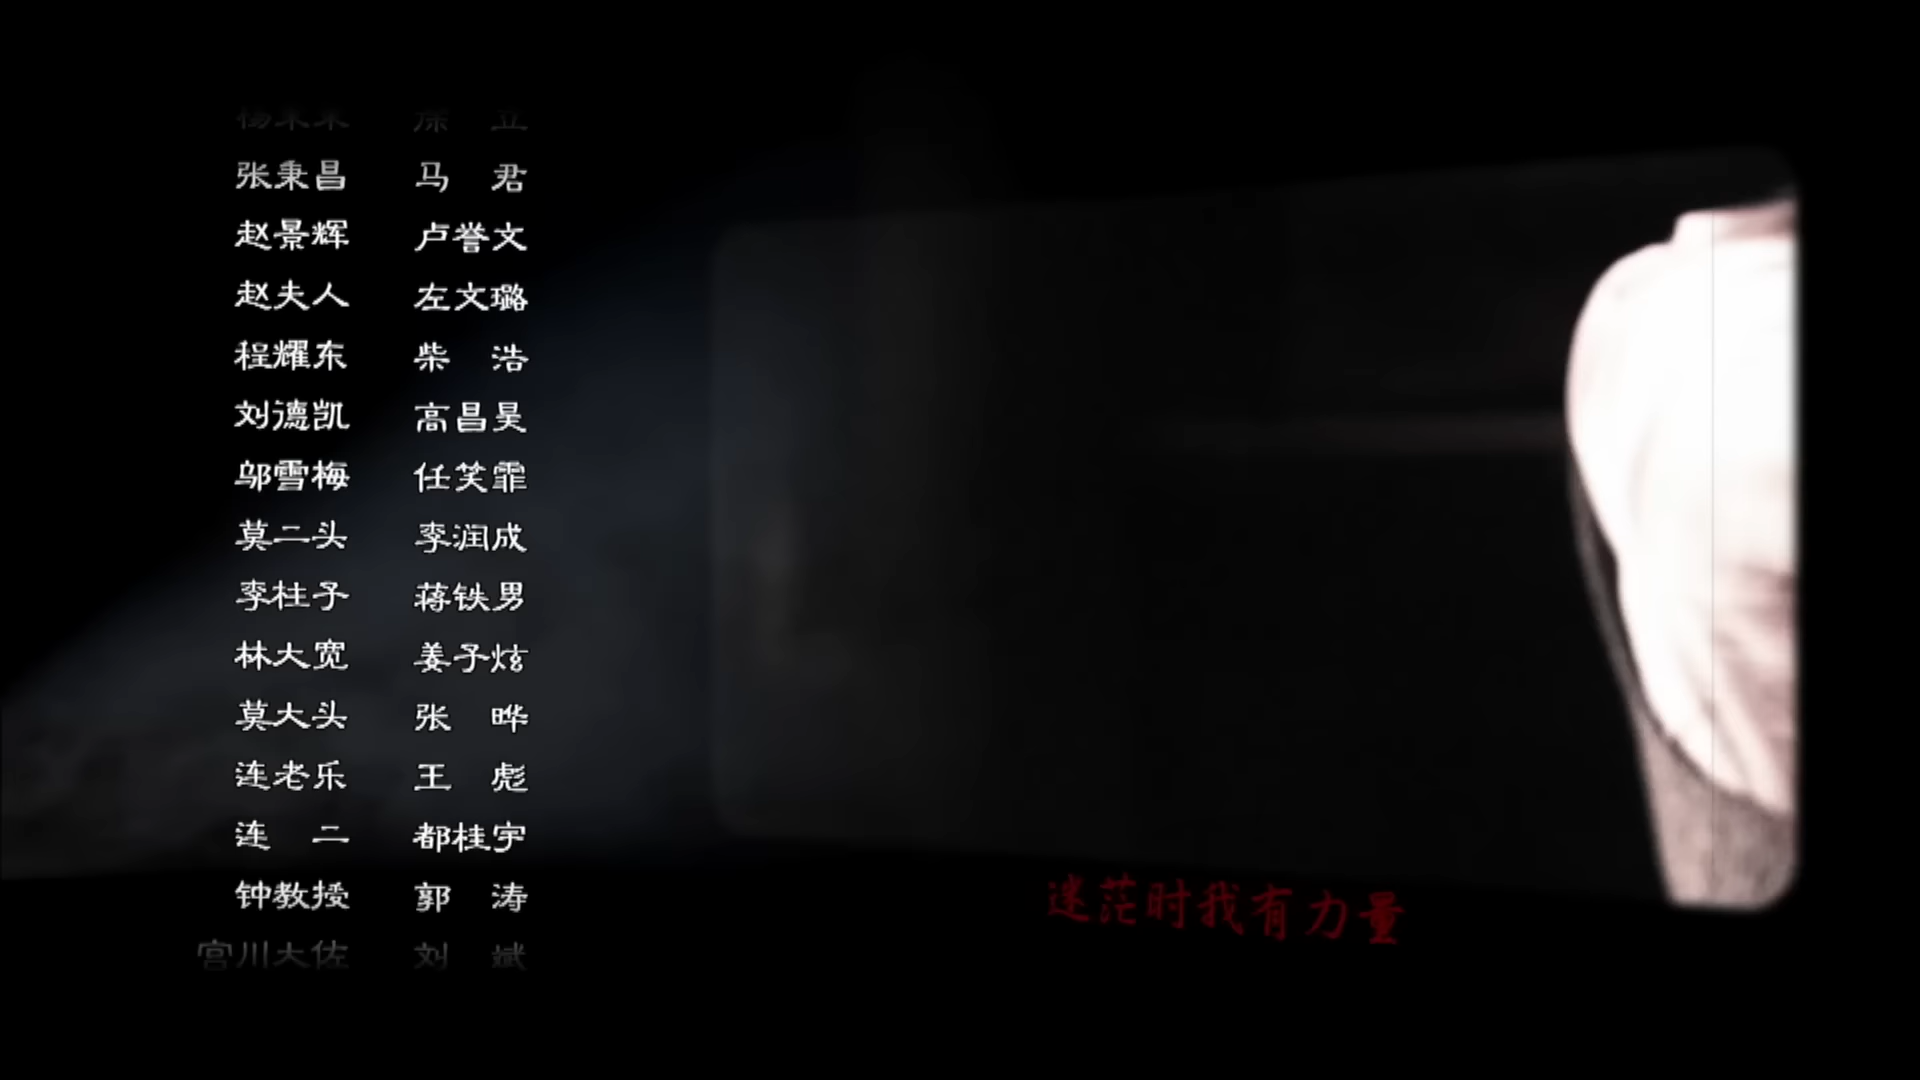 张秉昌 马 君
赵景辉 卢誉文
赵夫人 左文璐
程耀东 柴 浩
刘德凯 高昌昊
邬雪梅 任笑霏
莫二头 李润成
李柱子 蒋铁男
林大宽 姜子炫
莫大头 张 晔
连老乐 王 彪
连 二 都桂宇
钟教授 郭 涛
宫川大佐 刘 斌
迷茫时我有力量